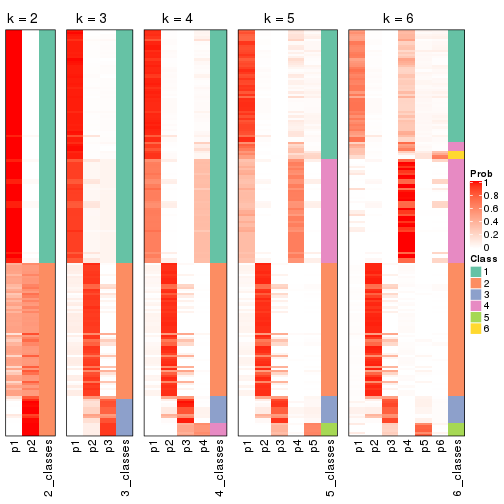 k = 2
k = 3
k = 4
k = 5
k = 6
p1
p2
2_classes
p1
p2
p3
3_classes
p1
p2
p3
p4
4_classes
p1
p2
p3
p4
p5
5_classes
p1
p2
p3
p4
p5
p6
6_classes
Prob
1
0.8
0.6
0.4
0.2
0
Class
1
2
3
4
5
6